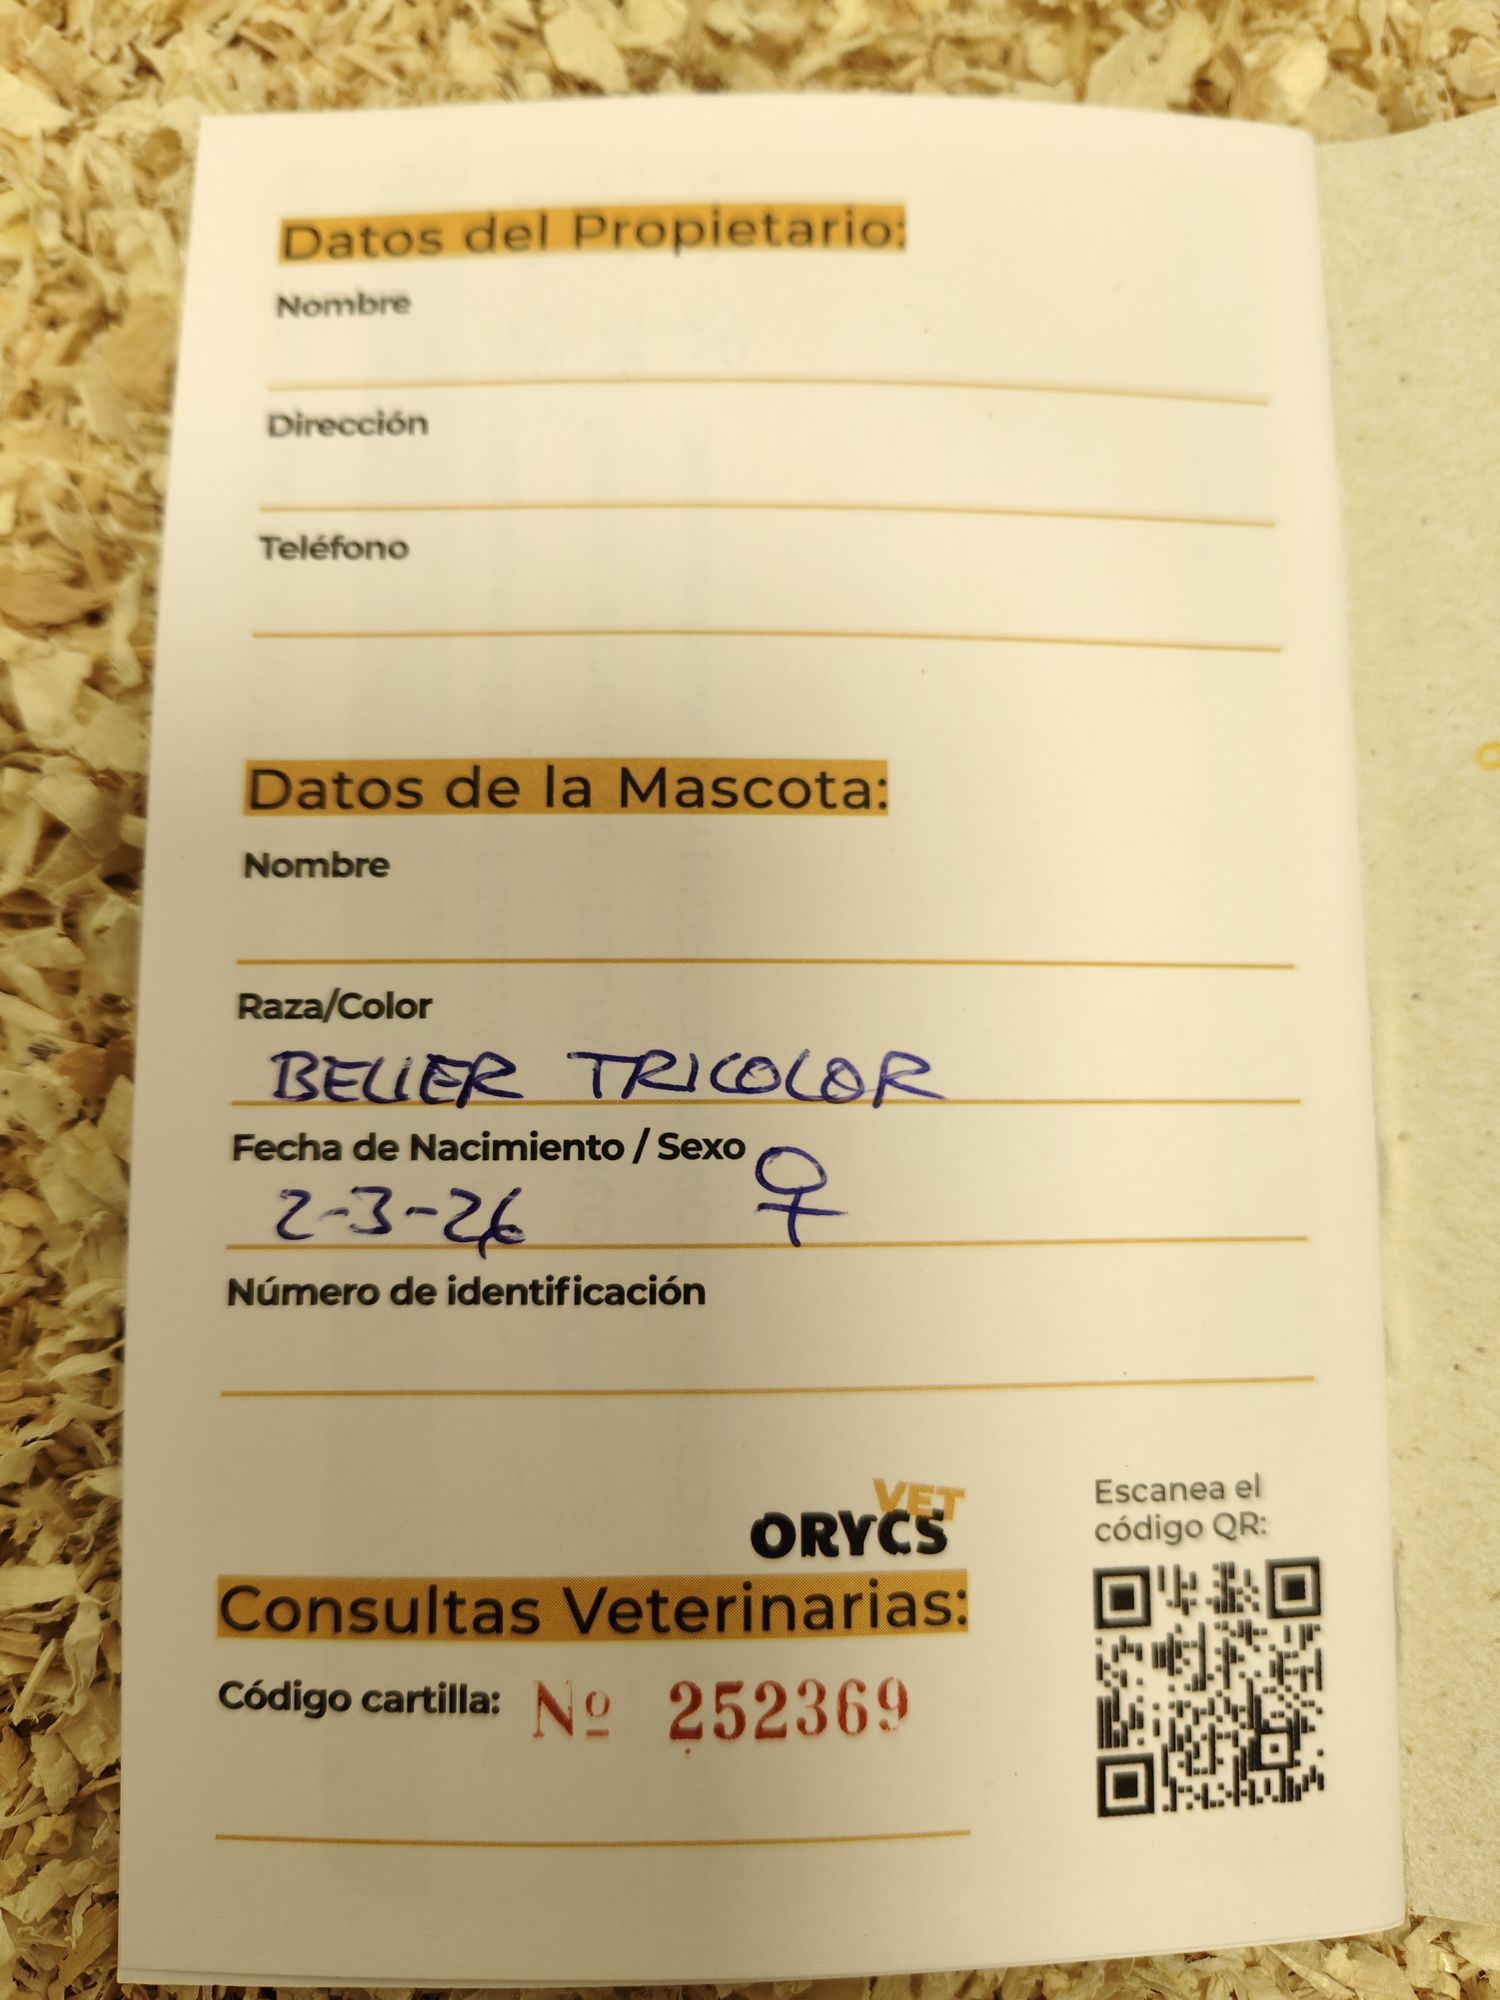 Datos del Propietario:
Nombre
Dirección
Teléfono
Datos de la Mascota:
Nombre
Raza/Color
BELIER TRICOLOR
Fecha de Nacimiento / Sexo ♀
2-3-26
Número de identificación
ORYCS VET
Escanea el
código QR:
Consultas Veterinarias:
Código cartilla: Nº 252369